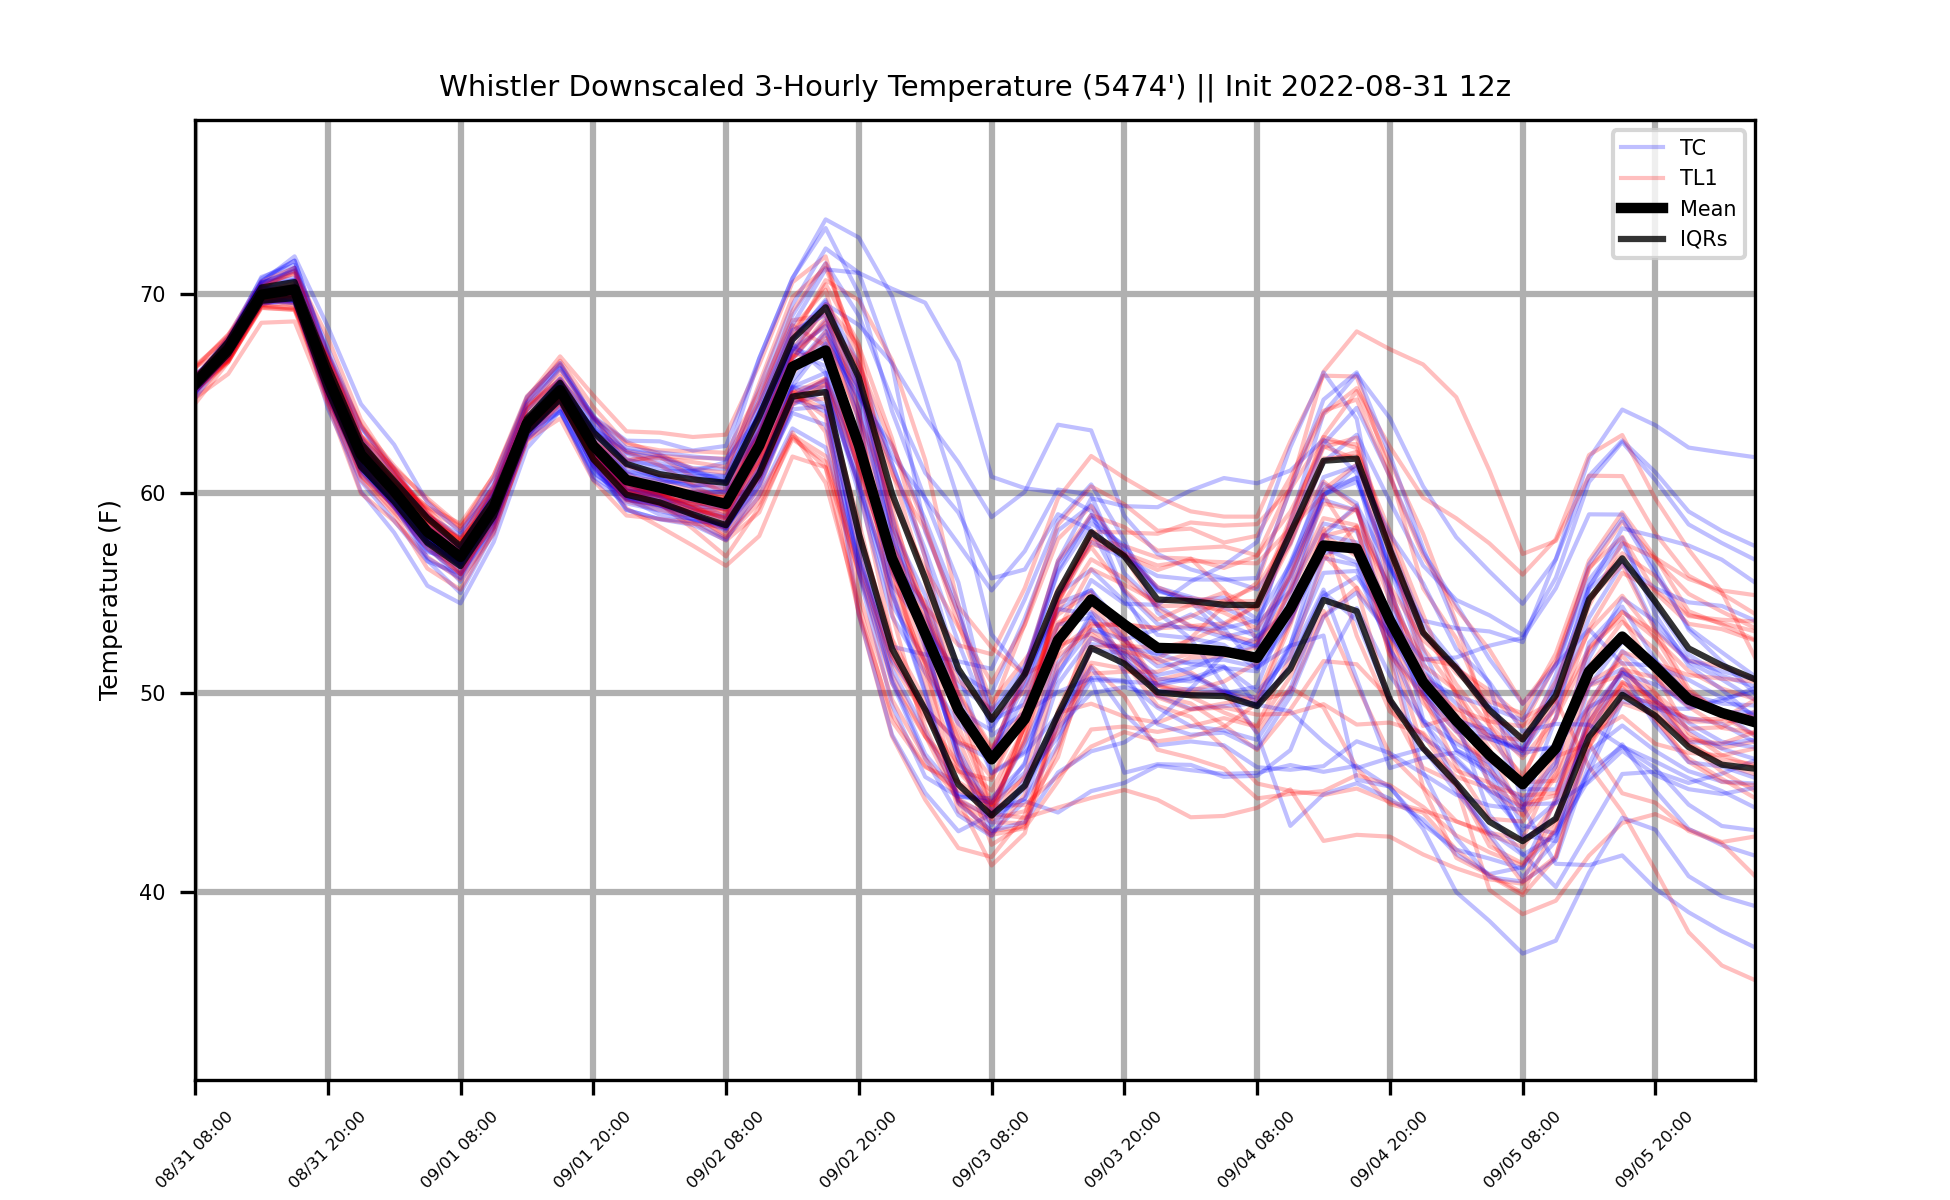 Whistler Downscaled 3-Hourly Temperature (5474') || Init 2022-08-31 12z
TC
TL1
Mean
IQRs
Temperature (F)
70
60
50
40
08/31 08:00
08/31 20:00
09/01 08:00
09/01 20:00
09/02 08:00
09/02 20:00
09/03 08:00
09/03 20:00
09/04 08:00
09/04 20:00
09/05 08:00
09/05 20:00